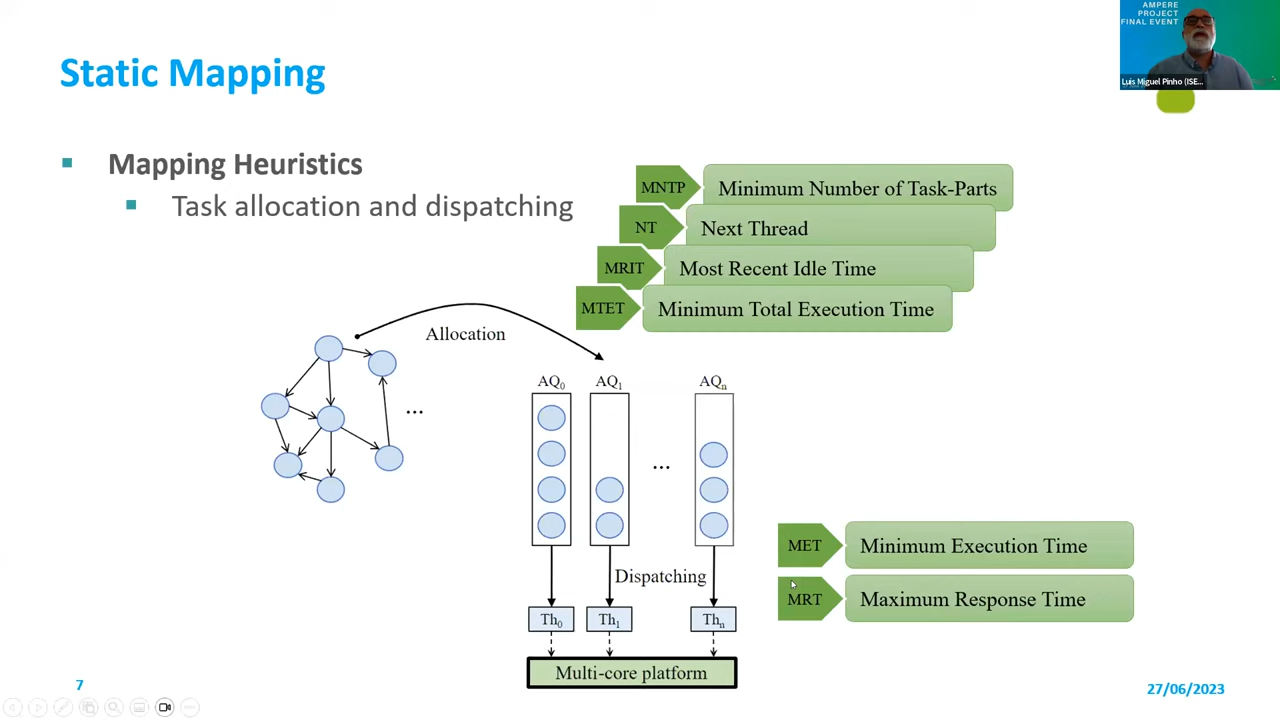 AMPERE
PROJECT
FINAL EVENT
Luis Miguel Pinho (ISE...
Static Mapping
Mapping Heuristics
Task allocation and dispatching
MNTP Minimum Number of Task-Parts
NT Next Thread
MRIT Most Recent Idle Time
MTET Minimum Total Execution Time
Allocation
...
AQ0 AQ1 AQn
...
Dispatching
MET Minimum Execution Time
MRT Maximum Response Time
Th0 Th1 Thn
Multi-core platform
7
27/06/2023